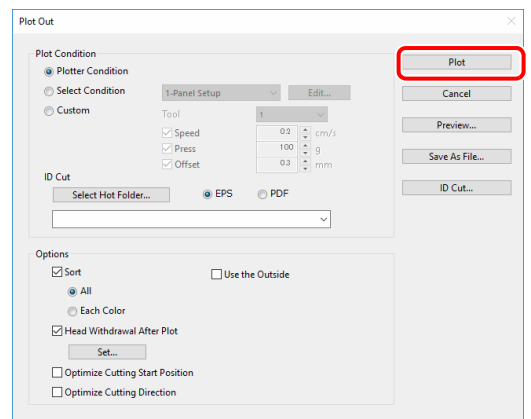 Plot Out
Plot Condition
Plotter Condition
Select Condition
1-Panel Setup
Edit...
Custom
Tool
1
Speed
0.2
cm/s
Press
100
g
Offset
0.3
mm
ID Cut
Select Hot Folder...
EPS
PDF
Options
Sort
Use the Outside
All
Each Color
Head Withdrawal After Plot
Set...
Optimize Cutting Start Position
Optimize Cutting Direction
Plot
Cancel
Preview...
Save As File...
ID Cut...